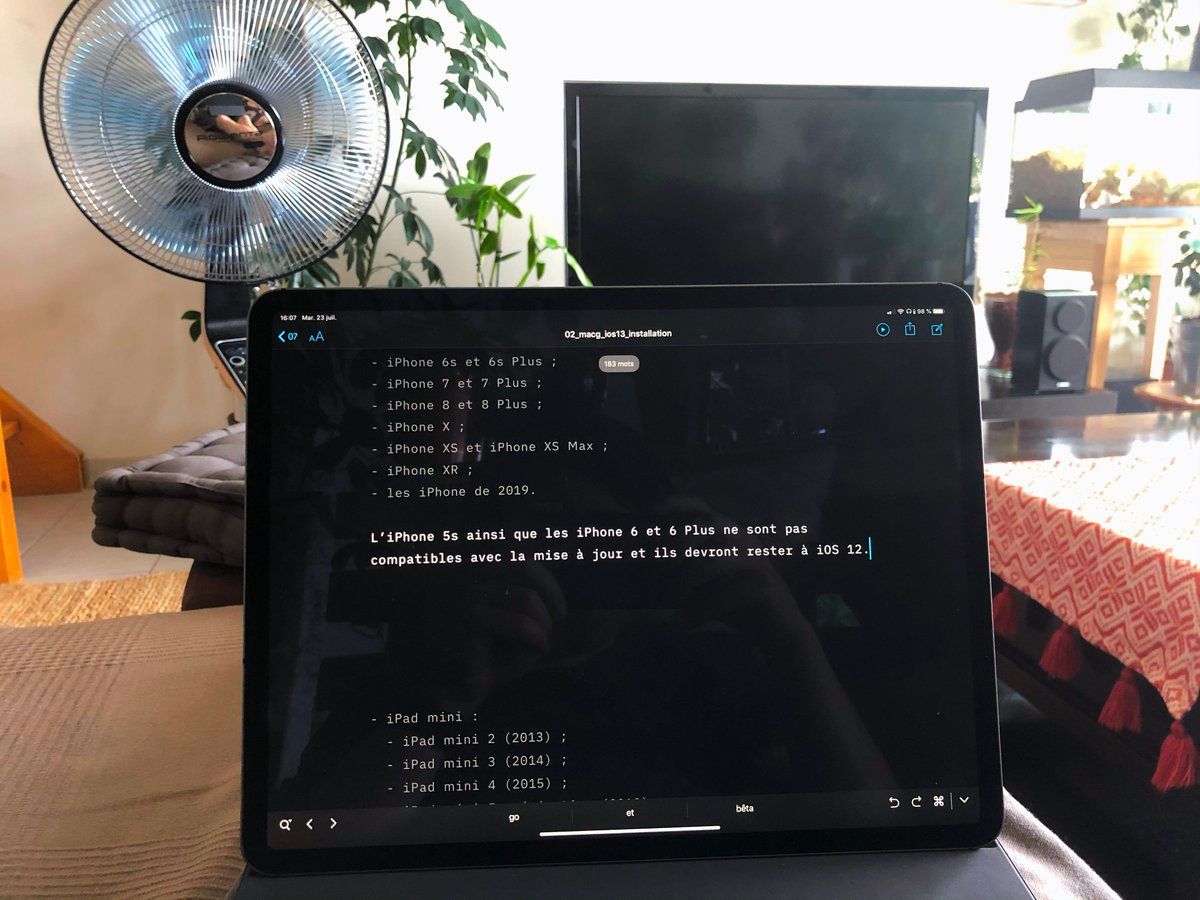 ROWENTA
16:07 Mar. 23 juil.
98 %
07 AA
02_macg_ios13_installation
183 mots
- iPhone 6s et 6s Plus ;
- iPhone 7 et 7 Plus ;
- iPhone 8 et 8 Plus ;
- iPhone X ;
- iPhone XS et iPhone XS Max ;
- iPhone XR ;
- les iPhone de 2019.
L’iPhone 5s ainsi que les iPhone 6 et 6 Plus ne sont pas
compatibles avec la mise à jour et ils devront rester à iOS 12.
- iPad mini :
- iPad mini 2 (2013) ;
- iPad mini 3 (2014) ;
- iPad mini 4 (2015) ;
go et bêta